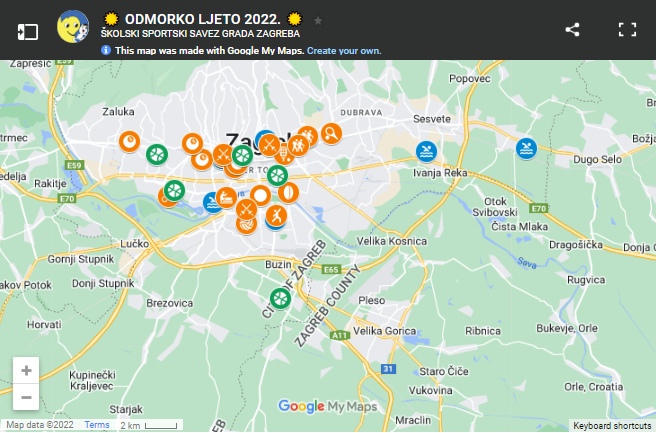 ODMORKO LJETO 2022.
ŠKOLSKI SPORTSKI SAVEZ GRADA ZAGREBA
This map was made with Google My Maps. Create your own.
Zaprešić
Popovec
Zaluka
DUBRAVA
Sesvete
E59
Božja
Rakitje
Ivanja Reka
Dugo Selo
E70
Otok
Svibovski
E70
Čista Mlaka
Lučko
Velika Kosnica
Dragošička
Gornji Stupnik
Buzin
E65
Sava
Donja G
Donji Stupnik
Rugvica
akov Potok
CITY OF ZAGREB
ZAGREB COUNTY
Brezovica
Pleso
Horvati
Velika Gorica
Ribnica
Bukevje, Orle
A11
Kupinečki
Kraljevec
31
Staro Čiče
Vukovina
Orle, Croatia
Starjak
Mraclin
Google My Maps
Map data ©2022
Terms
2 km
Keyboard shortcuts